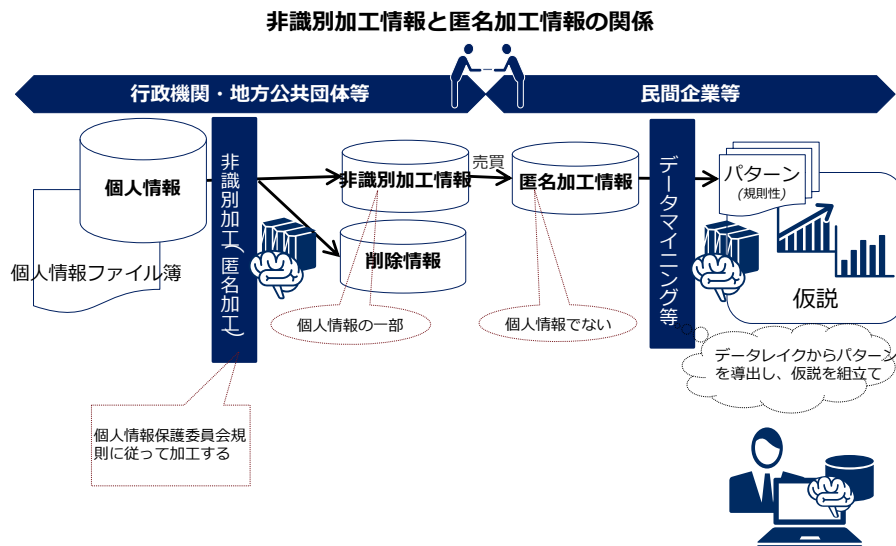 非識別加工情報と匿名加工情報の関係
行政機関・地方公共団体等
民間企業等
個人情報
個人情報ファイル簿
非識別加工(匿名加工)
非識別加工情報
削除情報
売買
匿名加工情報
データマイニング等
パターン
(規則性)
仮説
個人情報の一部
個人情報でない
データレイクからパターン
を導出し、仮説を組立て
個人情報保護委員会規
則に従って加工する